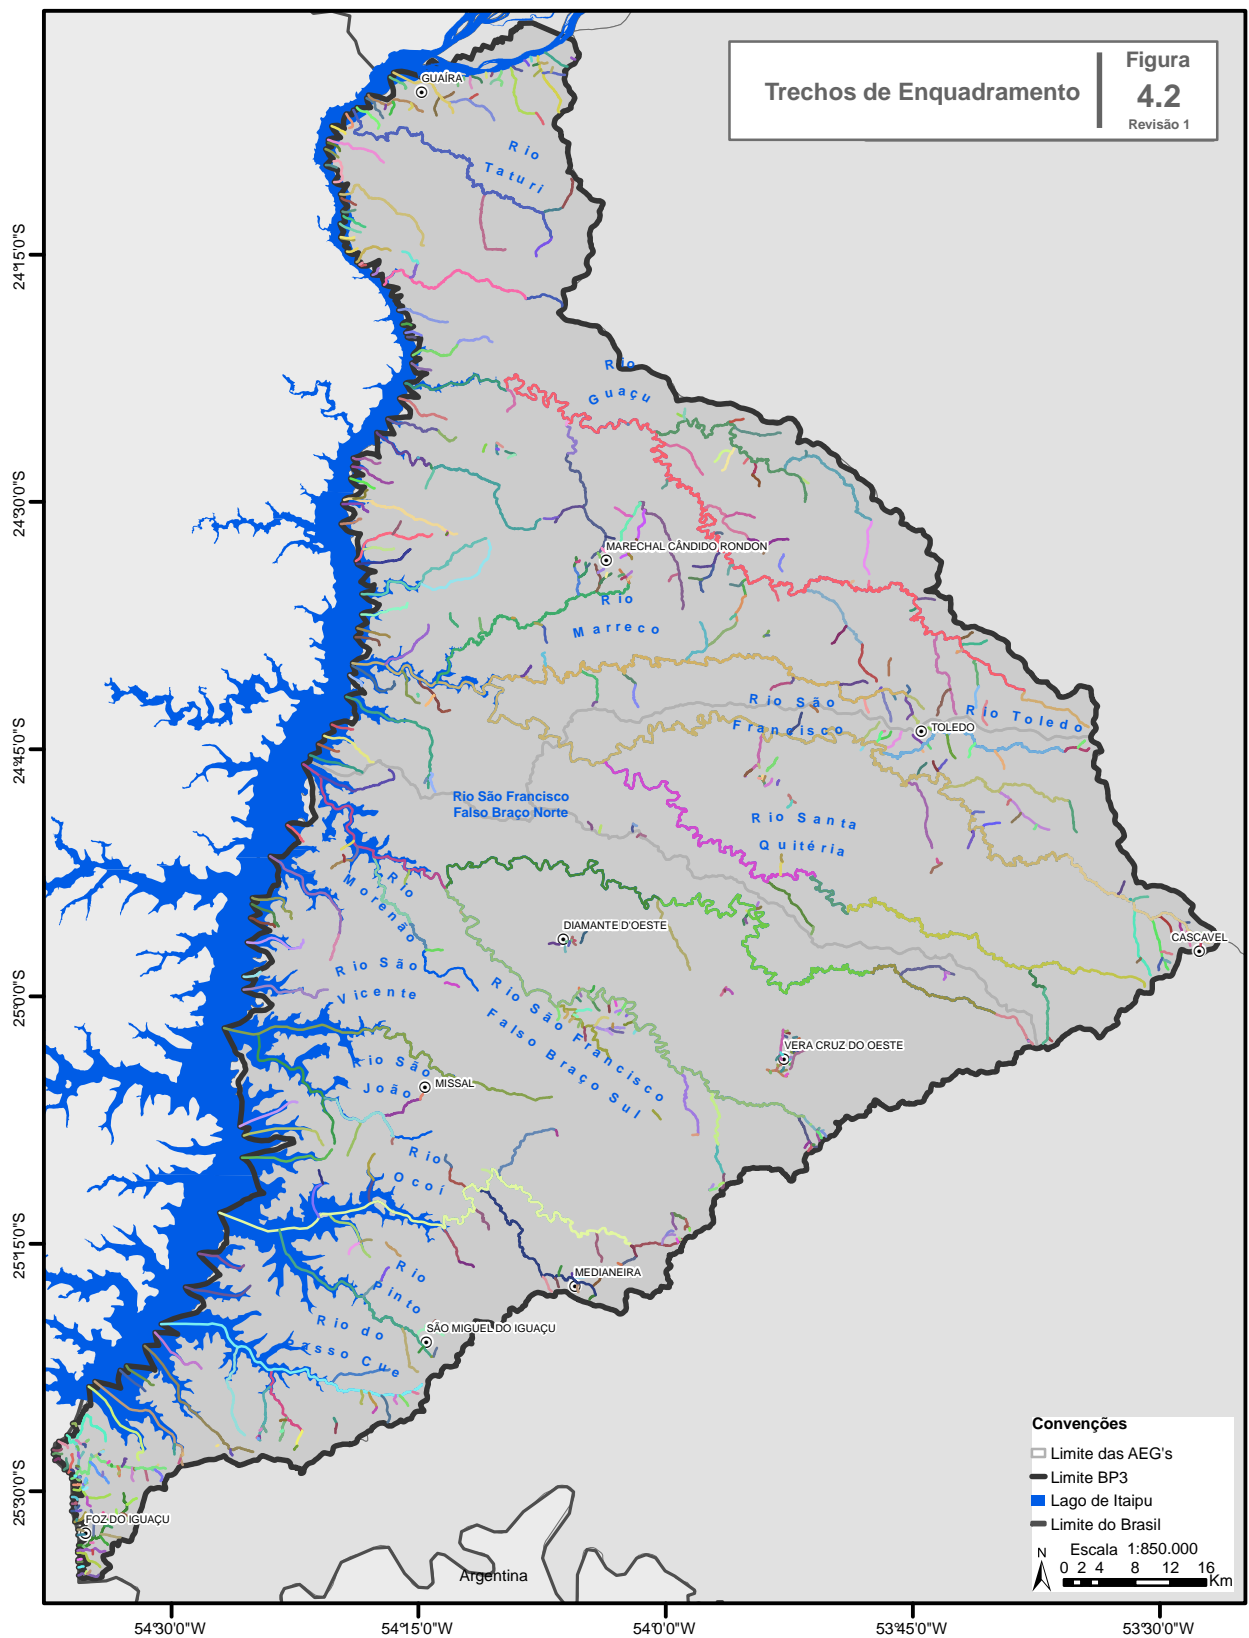 Trechos de Enquadramento
Figura
4.2
Revisão 1
GUAÍRA
Rio
Taturi
24°15'0"S
Rio
Guaçu
24°30'0"S
MARECHAL CÂNDIDO RONDON
Rio
Marreco
Rio São
Francisco
Rio Toledo
TOLEDO
24°45'0"S
Rio São Francisco
Falso Braço Norte
Rio Santa
Quitéria
Rio
Morenão
DIAMANTE D'OESTE
CASCAVEL
Rio São
Vicente
25°0'0"S
Rio São Francisco
Falso Braço Sul
VERA CRUZ DO OESTE
Rio São
João
MISSAL
Rio
Ocoí
25°15'0"S
MEDIANEIRA
Rio
Pinto
SÃO MIGUEL DO IGUAÇU
Rio do
Passo Cue
25°30'0"S
FOZ DO IGUAÇU
Argentina
Convenções
Limite das AEG's
Limite BP3
Lago de Itaipu
Limite do Brasil
N
Escala 1:850.000
0 2 4 8 12 16
Km
54°30'0"W
54°15'0"W
54°0'0"W
53°45'0"W
53°30'0"W